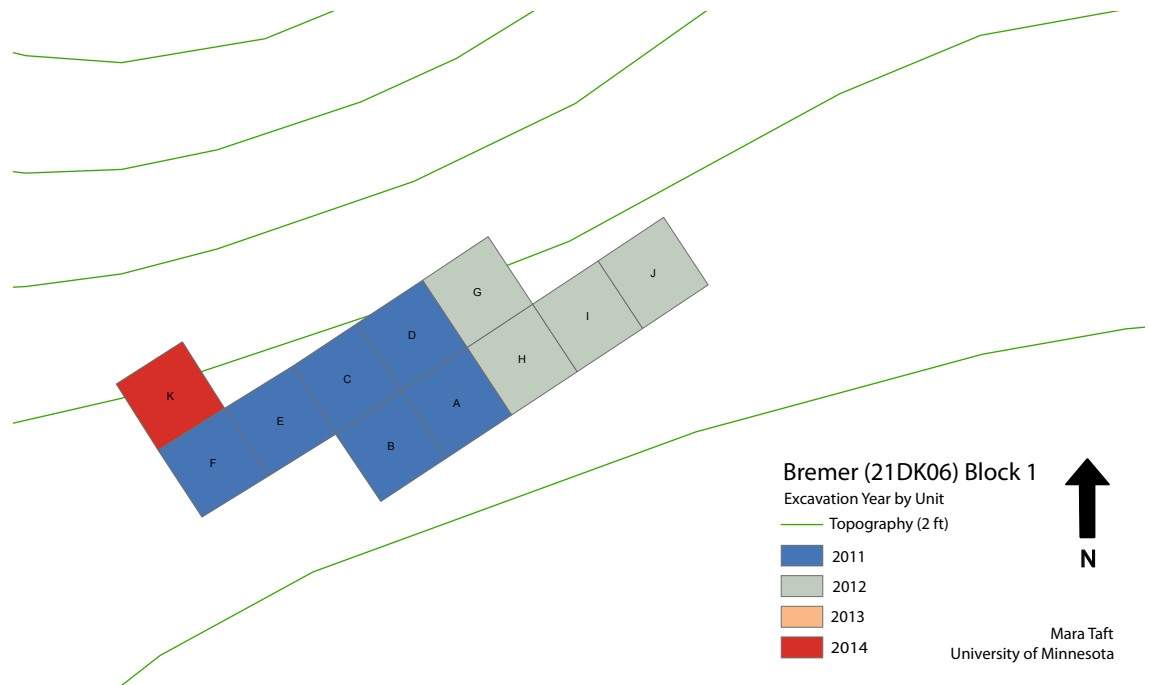 G
J
I
D
H
C
K
A
E
B
F
Bremer (21DK06) Block 1
Excavation Year by Unit
Topography (2 ft)
2011
2012
2013
2014
N
Mara Taft
University of Minnesota